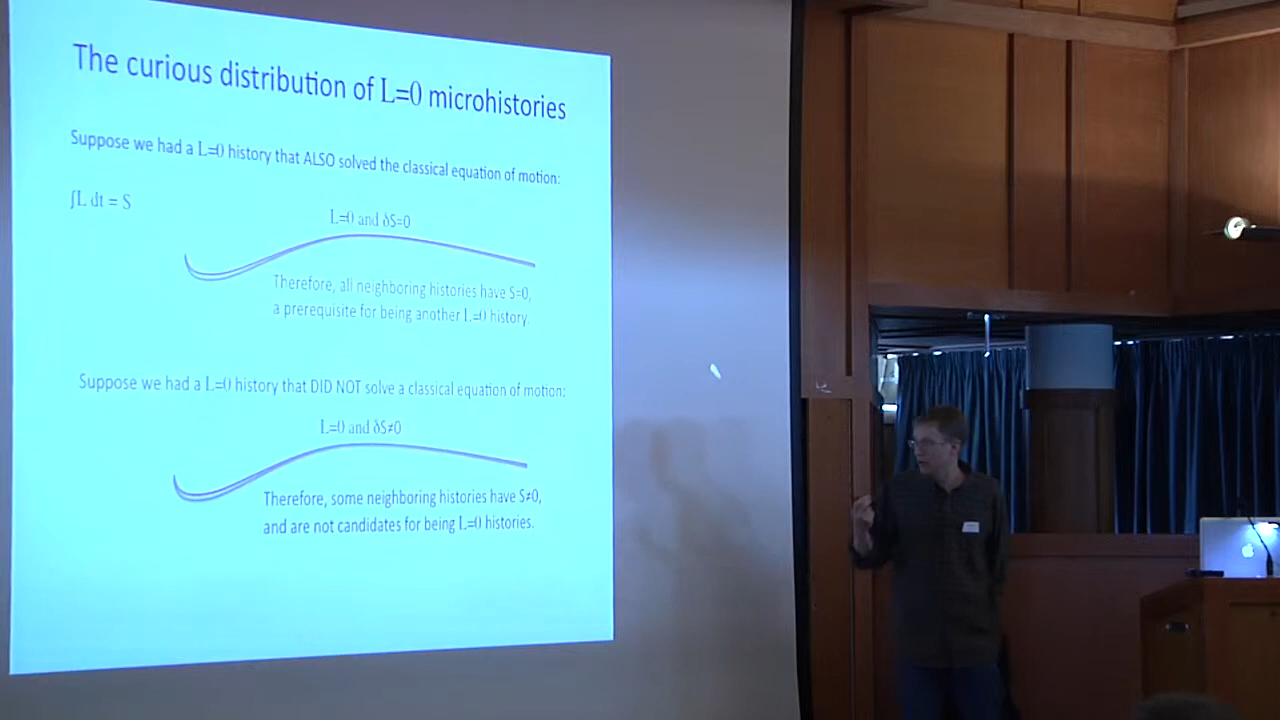 The curious distribution of L=0 microhistories
Suppose we had a L=0 history that ALSO solved the classical equation of motion:
∫L dt = S
L=0 and δS=0
Therefore, all neighboring histories have S=0,
a prerequisite for being another L=0 history.
Suppose we had a L=0 history that DID NOT solve a classical equation of motion:
L=0 and δS≠0
Therefore, some neighboring histories have S≠0,
and are not candidates for being L=0 histories.